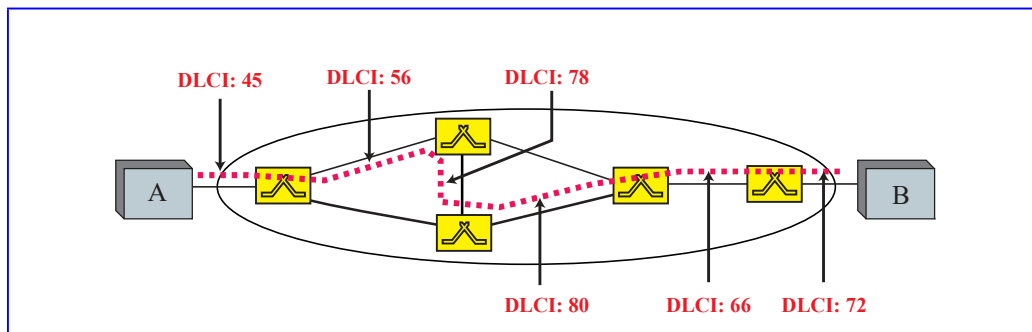 DLCI: 45
DLCI: 56
DLCI: 78
A
B
DLCI: 80
DLCI: 66
DLCI: 72